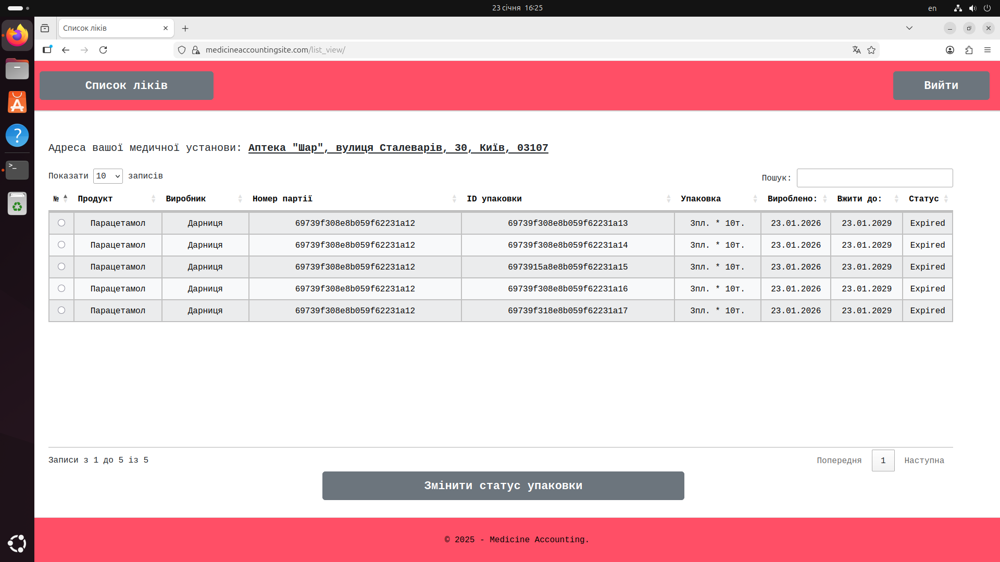 23 січня 16:25
en
Список ліків
medicineaccountingsite.com/list_view/
Список ліків
Вийти
Адреса вашої медичної установи: Аптека "Шар", вулиця Сталеварів, 30, Київ, 03107
Показати 10 записів
Пошук:
№ Продукт Виробник Номер партії ID упаковки Упаковка Вироблено: Вжити до: Статус
Парацетамол Дарниця 69739f308e8b059f62231a12 69739f308e8b059f62231a13 3пл. * 10т. 23.01.2026 23.01.2029 Expired
Парацетамол Дарниця 69739f308e8b059f62231a12 69739f308e8b059f62231a14 3пл. * 10т. 23.01.2026 23.01.2029 Expired
Парацетамол Дарниця 69739f308e8b059f62231a12 6973915a8e8b059f62231a15 3пл. * 10т. 23.01.2026 23.01.2029 Expired
Парацетамол Дарниця 69739f308e8b059f62231a12 69739f308e8b059f62231a16 3пл. * 10т. 23.01.2026 23.01.2029 Expired
Парацетамол Дарниця 69739f308e8b059f62231a12 69739f318e8b059f62231a17 3пл. * 10т. 23.01.2026 23.01.2029 Expired
Записи з 1 до 5 із 5
Попередня 1 Наступна
Змінити статус упаковки
© 2025 - Medicine Accounting.